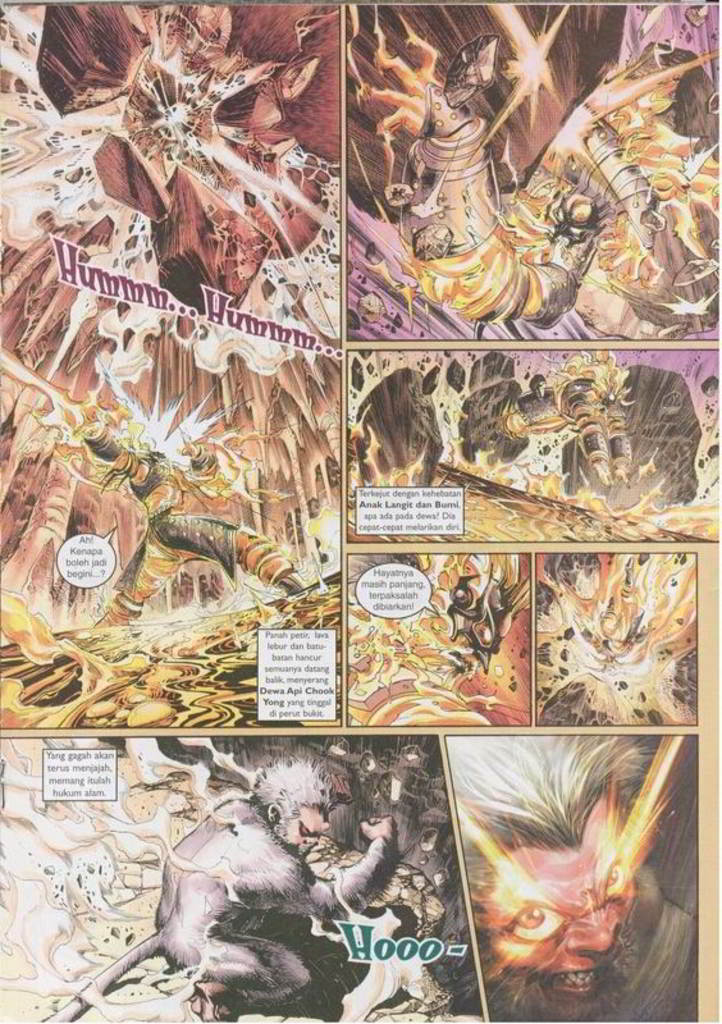 Hummm... Hummm...
Ah!
Kenapa
boleh jadi
begini...?
Panah petir, lava
lebur dan batu-
batan hancur
semuanya datang
balik, menyerang
Dewa Api Chook
Yong yang tinggal
di perut bukit.
Terkejut dengan kehebatan
Anak Langit dan Bumi,
apa ada pada dewa? Dia
cepat-cepat melarikan diri.
Hayatnya
masih panjang,
terpaksalah
dibiarkan!
Yang gagah akan
terus menjajah,
memang itulah
hukum alam.
Hooo-